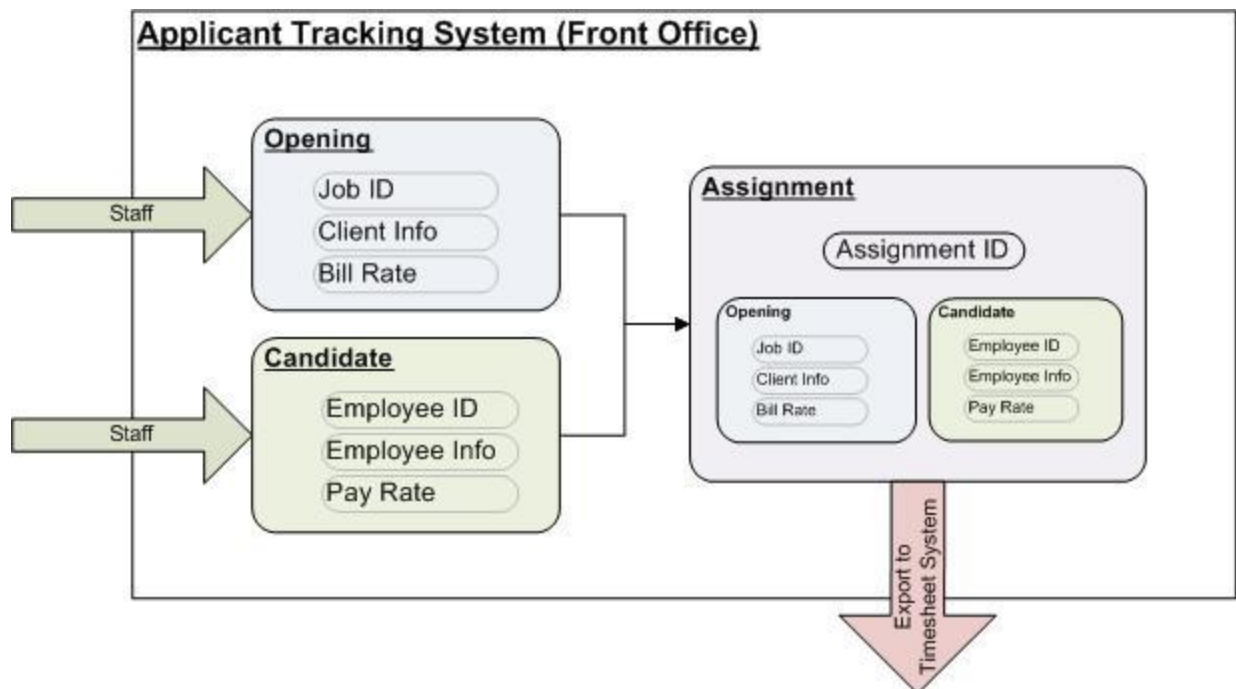 Applicant Tracking System (Front Office)
Opening
Job ID
Client Info
Bill Rate
Staff
Candidate
Employee ID
Employee Info
Pay Rate
Staff
Assignment
Assignment ID
Opening
Job ID
Client Info
Bill Rate
Candidate
Employee ID
Employee Info
Pay Rate
Export to
Timesheet System